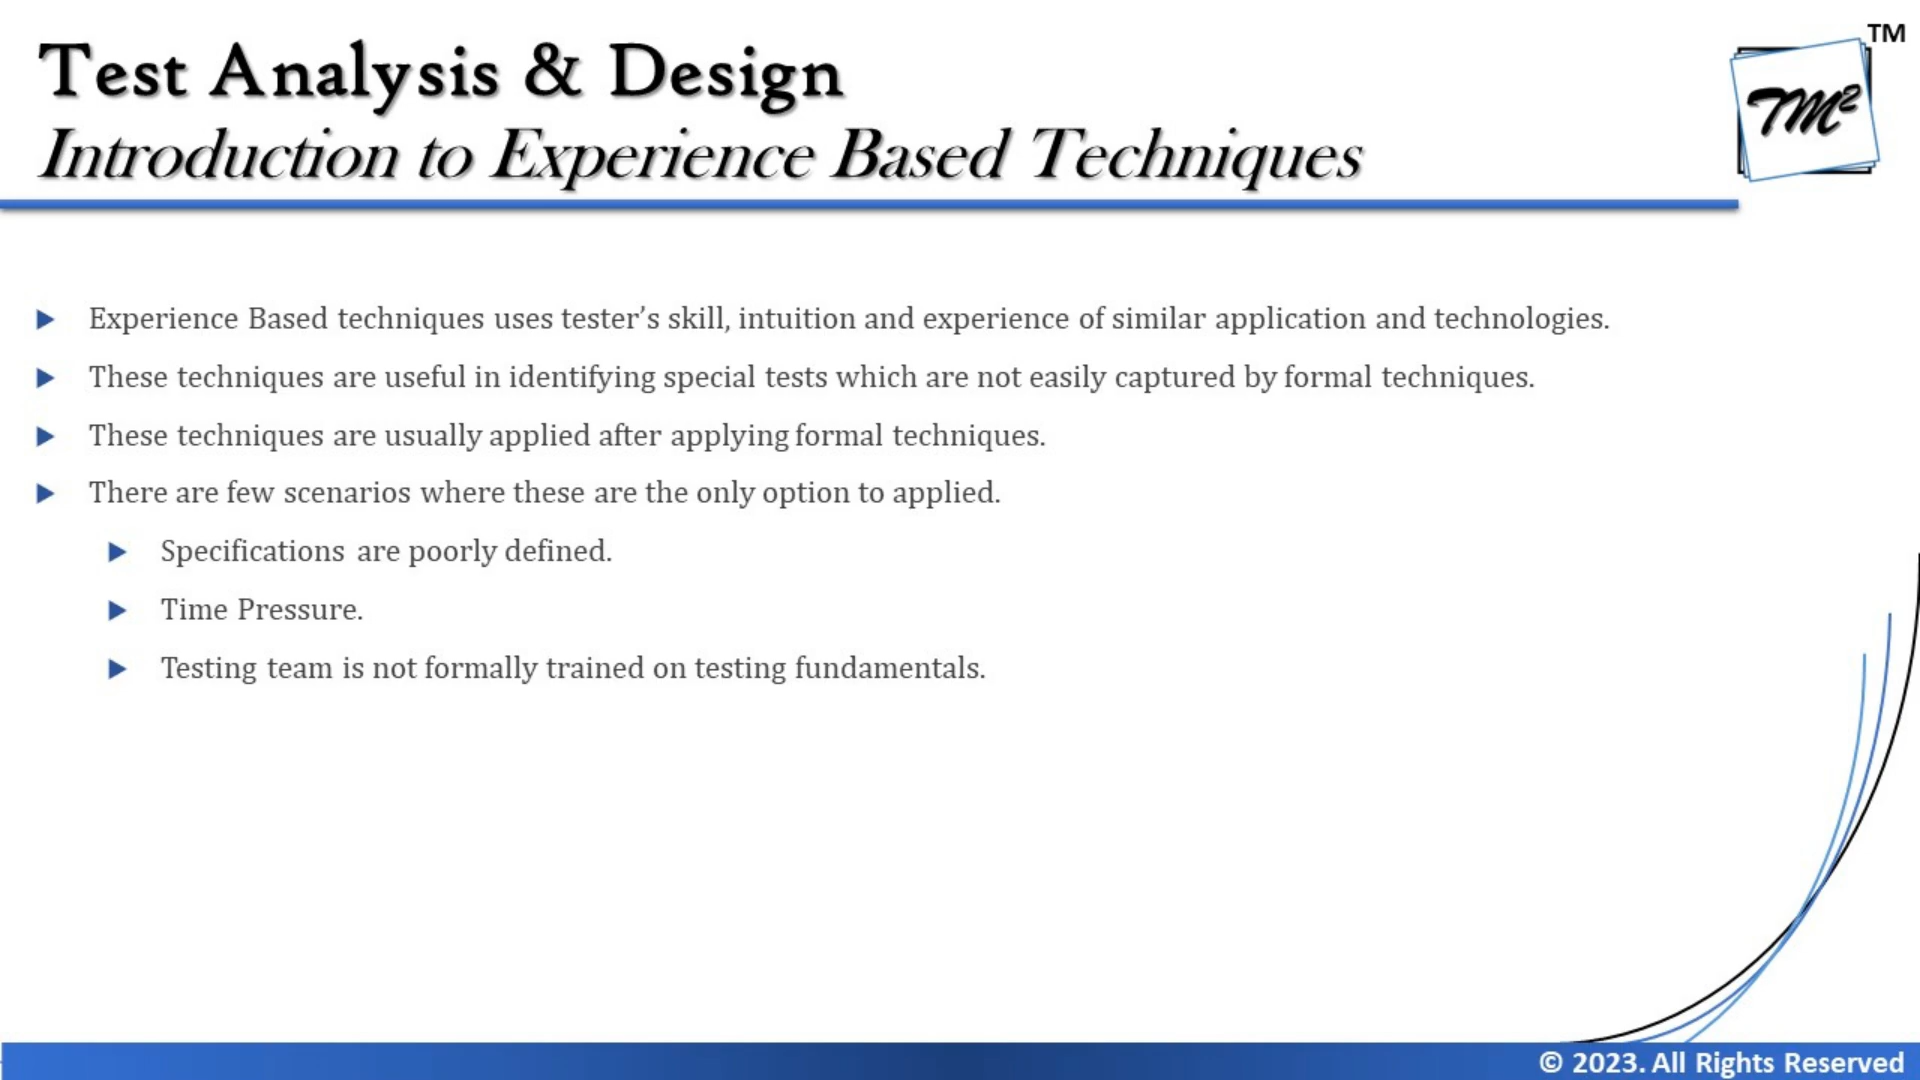 Test Analysis & Design
TM
Introduction to Experience Based Techniques
TM²
Experience Based techniques uses tester’s skill, intuition and experience of similar application and technologies.
These techniques are useful in identifying special tests which are not easily captured by formal techniques.
These techniques are usually applied after applying formal techniques.
There are few scenarios where these are the only option to applied.
Specifications are poorly defined.
Time Pressure.
Testing team is not formally trained on testing fundamentals.
© 2023. All Rights Reserved